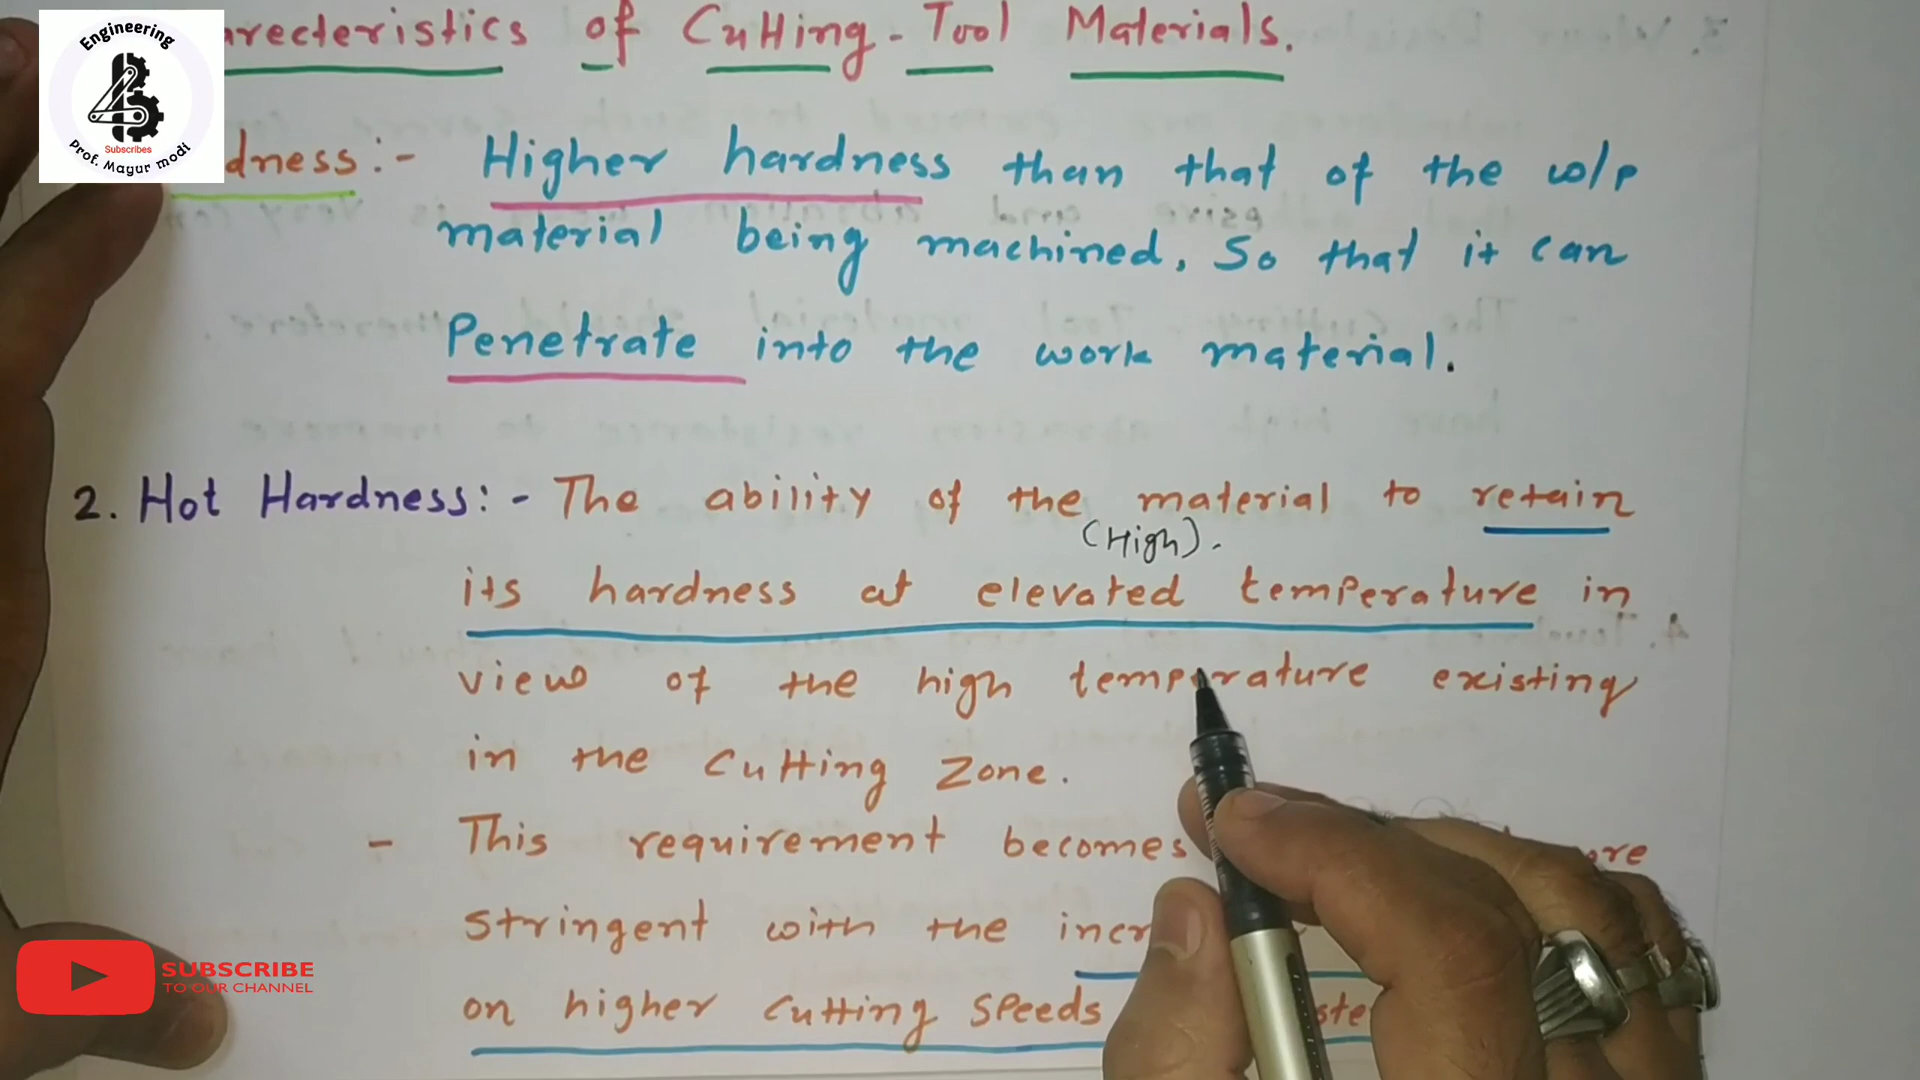 arecteristics of Cutting-Tool Materials.
Engineering
Subscribes
Prof. Mayur modi
dness:- Higher hardness than that of the w/p
material being machined, So that it can
Penetrate into the work material.
2. Hot Hardness:- The ability of the material to retain
(High).
its hardness at elevated temperature in
view of the high temperature existing
in the Cutting Zone.
- This requirement becomes ore
stringent with the incr
on higher Cutting Speeds
SUBSCRIBE
TO OUR CHANNEL